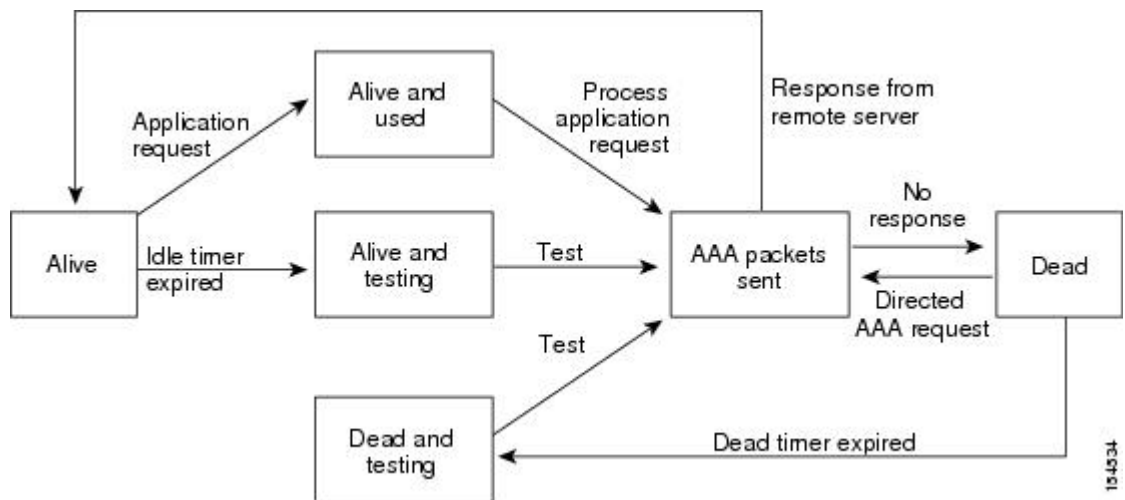 Response from
remote server
Alive and
used
Process
application
request
Application
request
No
response
Alive
Idle timer
expired
Alive and
testing
Test
AAA packets
sent
Dead
Directed
AAA request
Test
Dead and
testing
Dead timer expired
154534